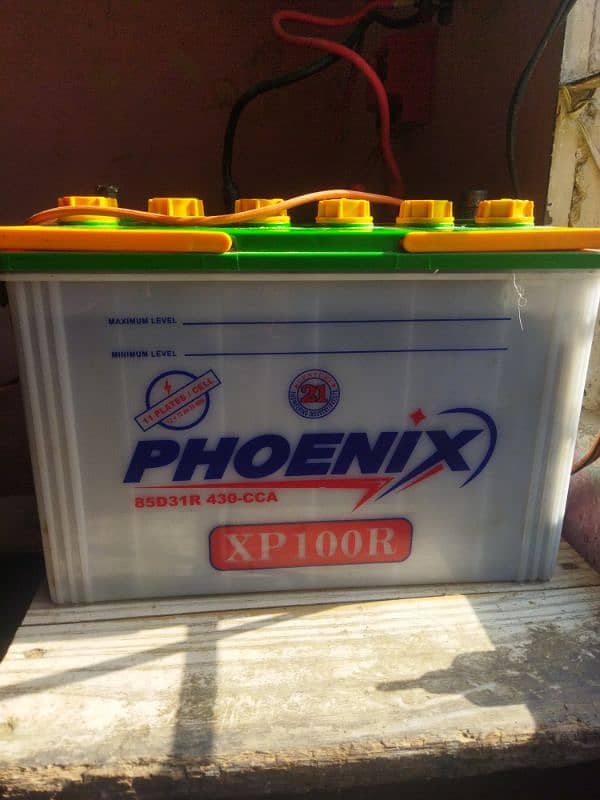 MAXIMUM LEVEL
MINIMUM LEVEL
11 PLATES / CELL
21
PHOENIX
85D31R 430-CCA
XP100R